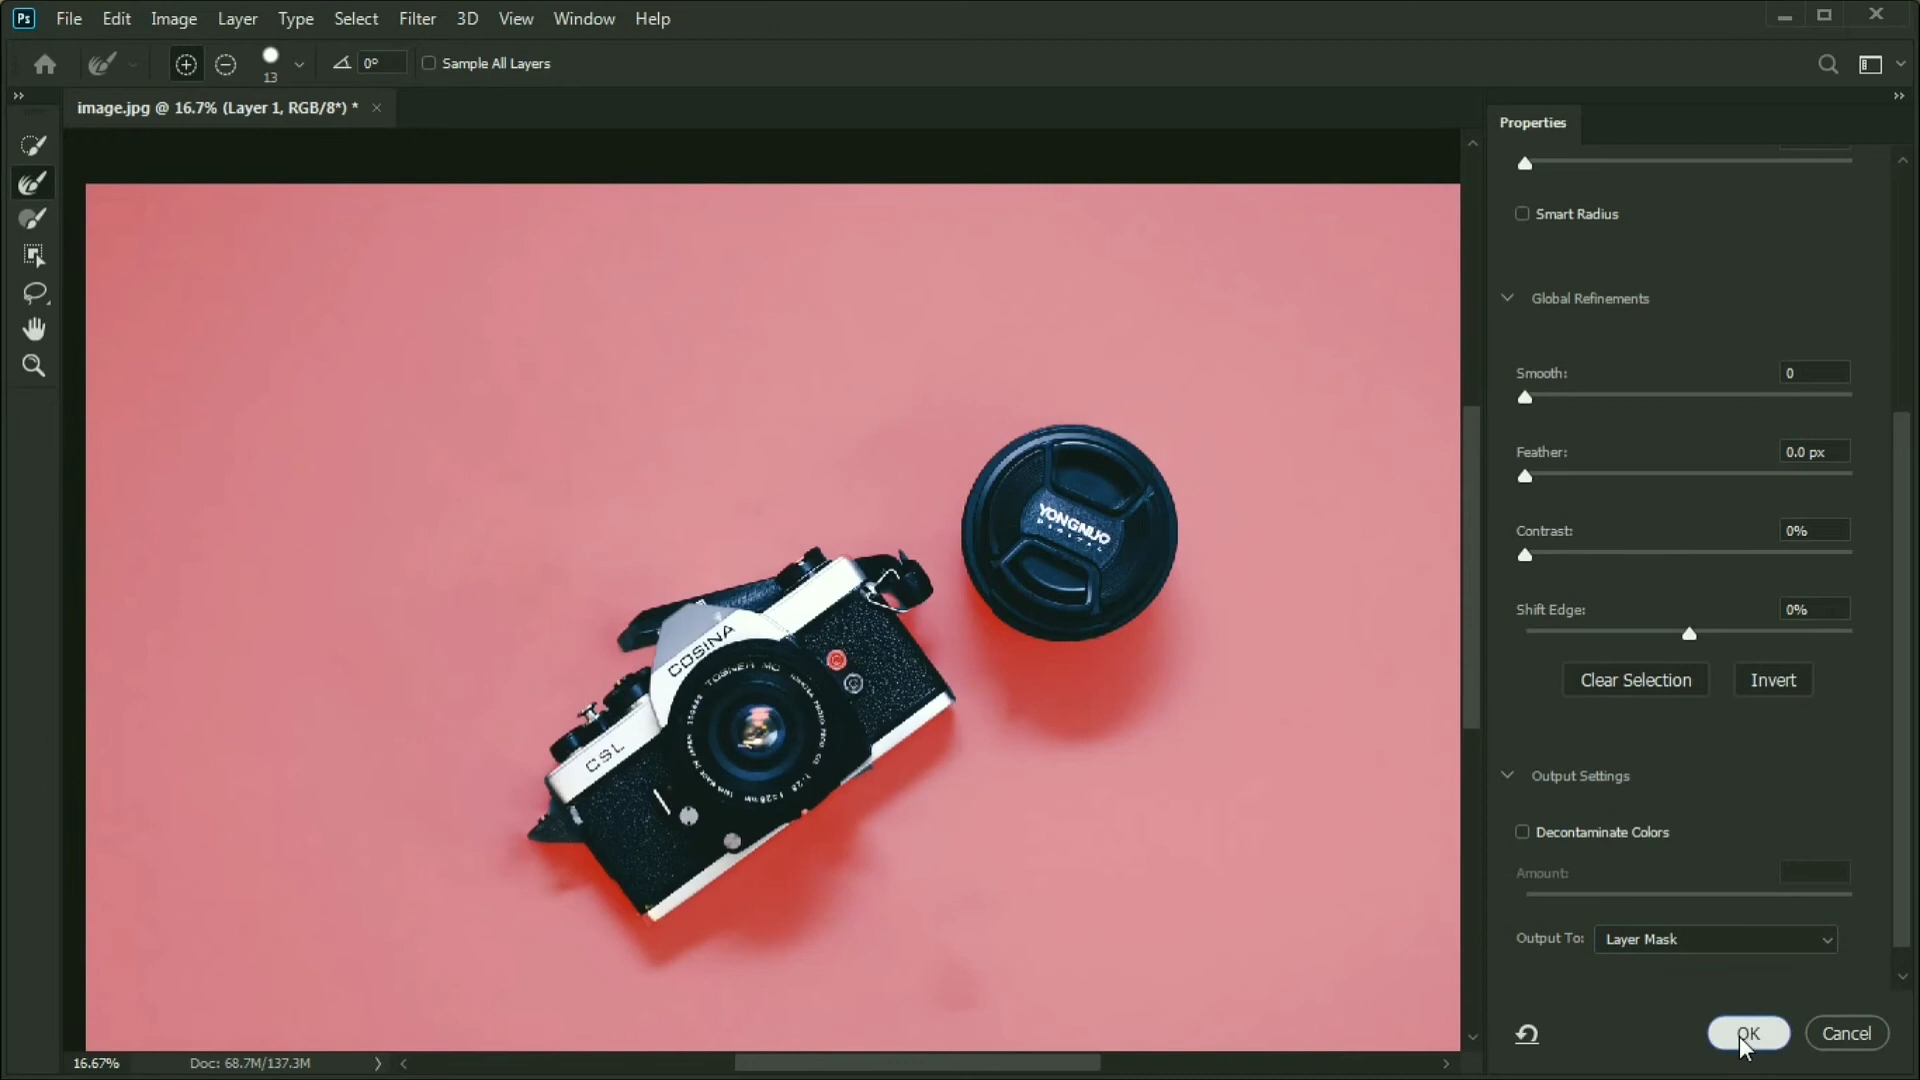 Ps File Edit Image Layer Type Select Filter 3D View Window Help
13 0° Sample All Layers
image.jpg @ 16.7% (Layer 1, RGB/8*) *
Properties
Smart Radius
Global Refinements
Smooth: 0
Feather: 0.0 px
Contrast: 0%
Shift Edge: 0%
Clear Selection Invert
Output Settings
Decontaminate Colors
Amount:
Output To: Layer Mask
OK Cancel
YONGNUO
DIGITAL
COSINA
CSL
16.67% Doc: 68.7M/137.3M